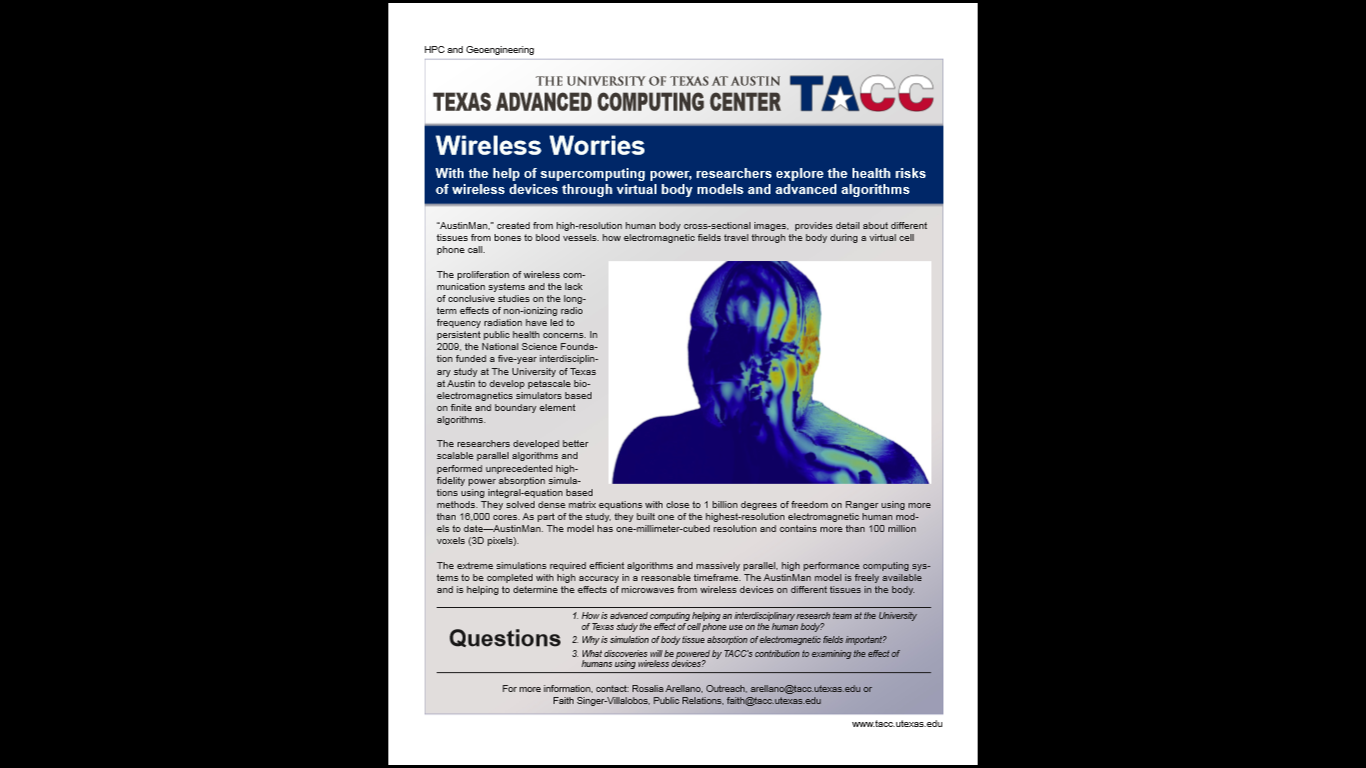 HPC and Geoengineering
THE UNIVERSITY OF TEXAS AT AUSTIN
TEXAS ADVANCED COMPUTING CENTER
TACC
Wireless Worries
With the help of supercomputing power, researchers explore the health risks
of wireless devices through virtual body models and advanced algorithms
"AustinMan," created from high-resolution human body cross-sectional images, provides detail about different
tissues from bones to blood vessels. how electromagnetic fields travel through the body during a virtual cell
phone call.
The proliferation of wireless com-
munication systems and the lack
of conclusive studies on the long-
term effects of non-ionizing radio
frequency radiation have led to
persistent public health concerns. In
2009, the National Science Founda-
tion funded a five-year interdisciplin-
ary study at The University of Texas
at Austin to develop petascale bio-
electromagnetics simulators based
on finite and boundary element
algorithms.
The researchers developed better
scalable parallel algorithms and
performed unprecedented high-
fidelity power absorption simula-
tions using integral-equation based
methods. They solved dense matrix equations with close to 1 billion degrees of freedom on Ranger using more
than 16,000 cores. As part of the study, they built one of the highest-resolution electromagnetic human mod-
els to date—AustinMan. The model has one-millimeter-cubed resolution and contains more than 100 million
voxels (3D pixels).
The extreme simulations required efficient algorithms and massively parallel, high performance computing sys-
tems to be completed with high accuracy in a reasonable timeframe. The AustinMan model is freely available
and is helping to determine the effects of microwaves from wireless devices on different tissues in the body.
Questions
1. How is advanced computing helping an interdisciplinary research team at the University
of Texas study the effect of cell phone use on the human body?
2. Why is simulation of body tissue absorption of electromagnetic fields important?
3. What discoveries will be powered by TACC's contribution to examining the effect of
humans using wireless devices?
For more information, contact: Rosalia Arellano, Outreach, arellano@tacc.utexas.edu or
Faith Singer-Villalobos, Public Relations, faith@tacc.utexas.edu
www.tacc.utexas.edu